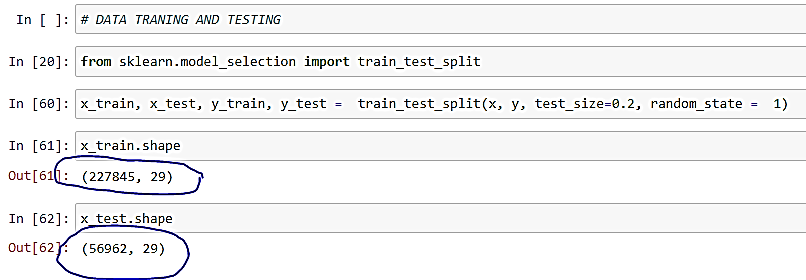 In [ ]: # DATA TRANING AND TESTING
In [20]: from sklearn.model_selection import train_test_split
In [60]: x_train, x_test, y_train, y_test =  train_test_split(x, y, test_size=0.2, random_state =  1)
In [61]: x_train.shape
Out[61]: (227845, 29)
In [62]: x_test.shape
Out[62]: (56962, 29)